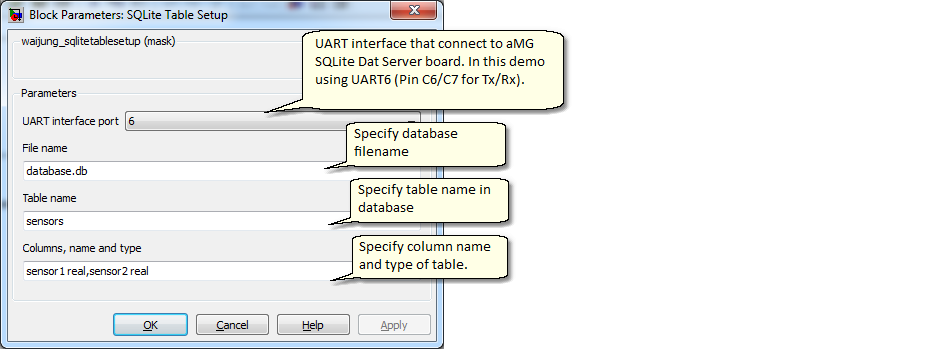 Block Parameters: SQLite Table Setup
waijung_sqlitetablesetup (mask)
UART interface that connect to aMG
SQLite Dat Server board. In this demo
using UART6 (Pin C6/C7 for Tx/Rx).
Parameters
UART interface port 6
Specify database
filename
File name
database.db
Specify table name in
database
Table name
sensors
Specify column name
and type of table.
Columns, name and type
sensor1 real,sensor2 real
OK Cancel Help Apply